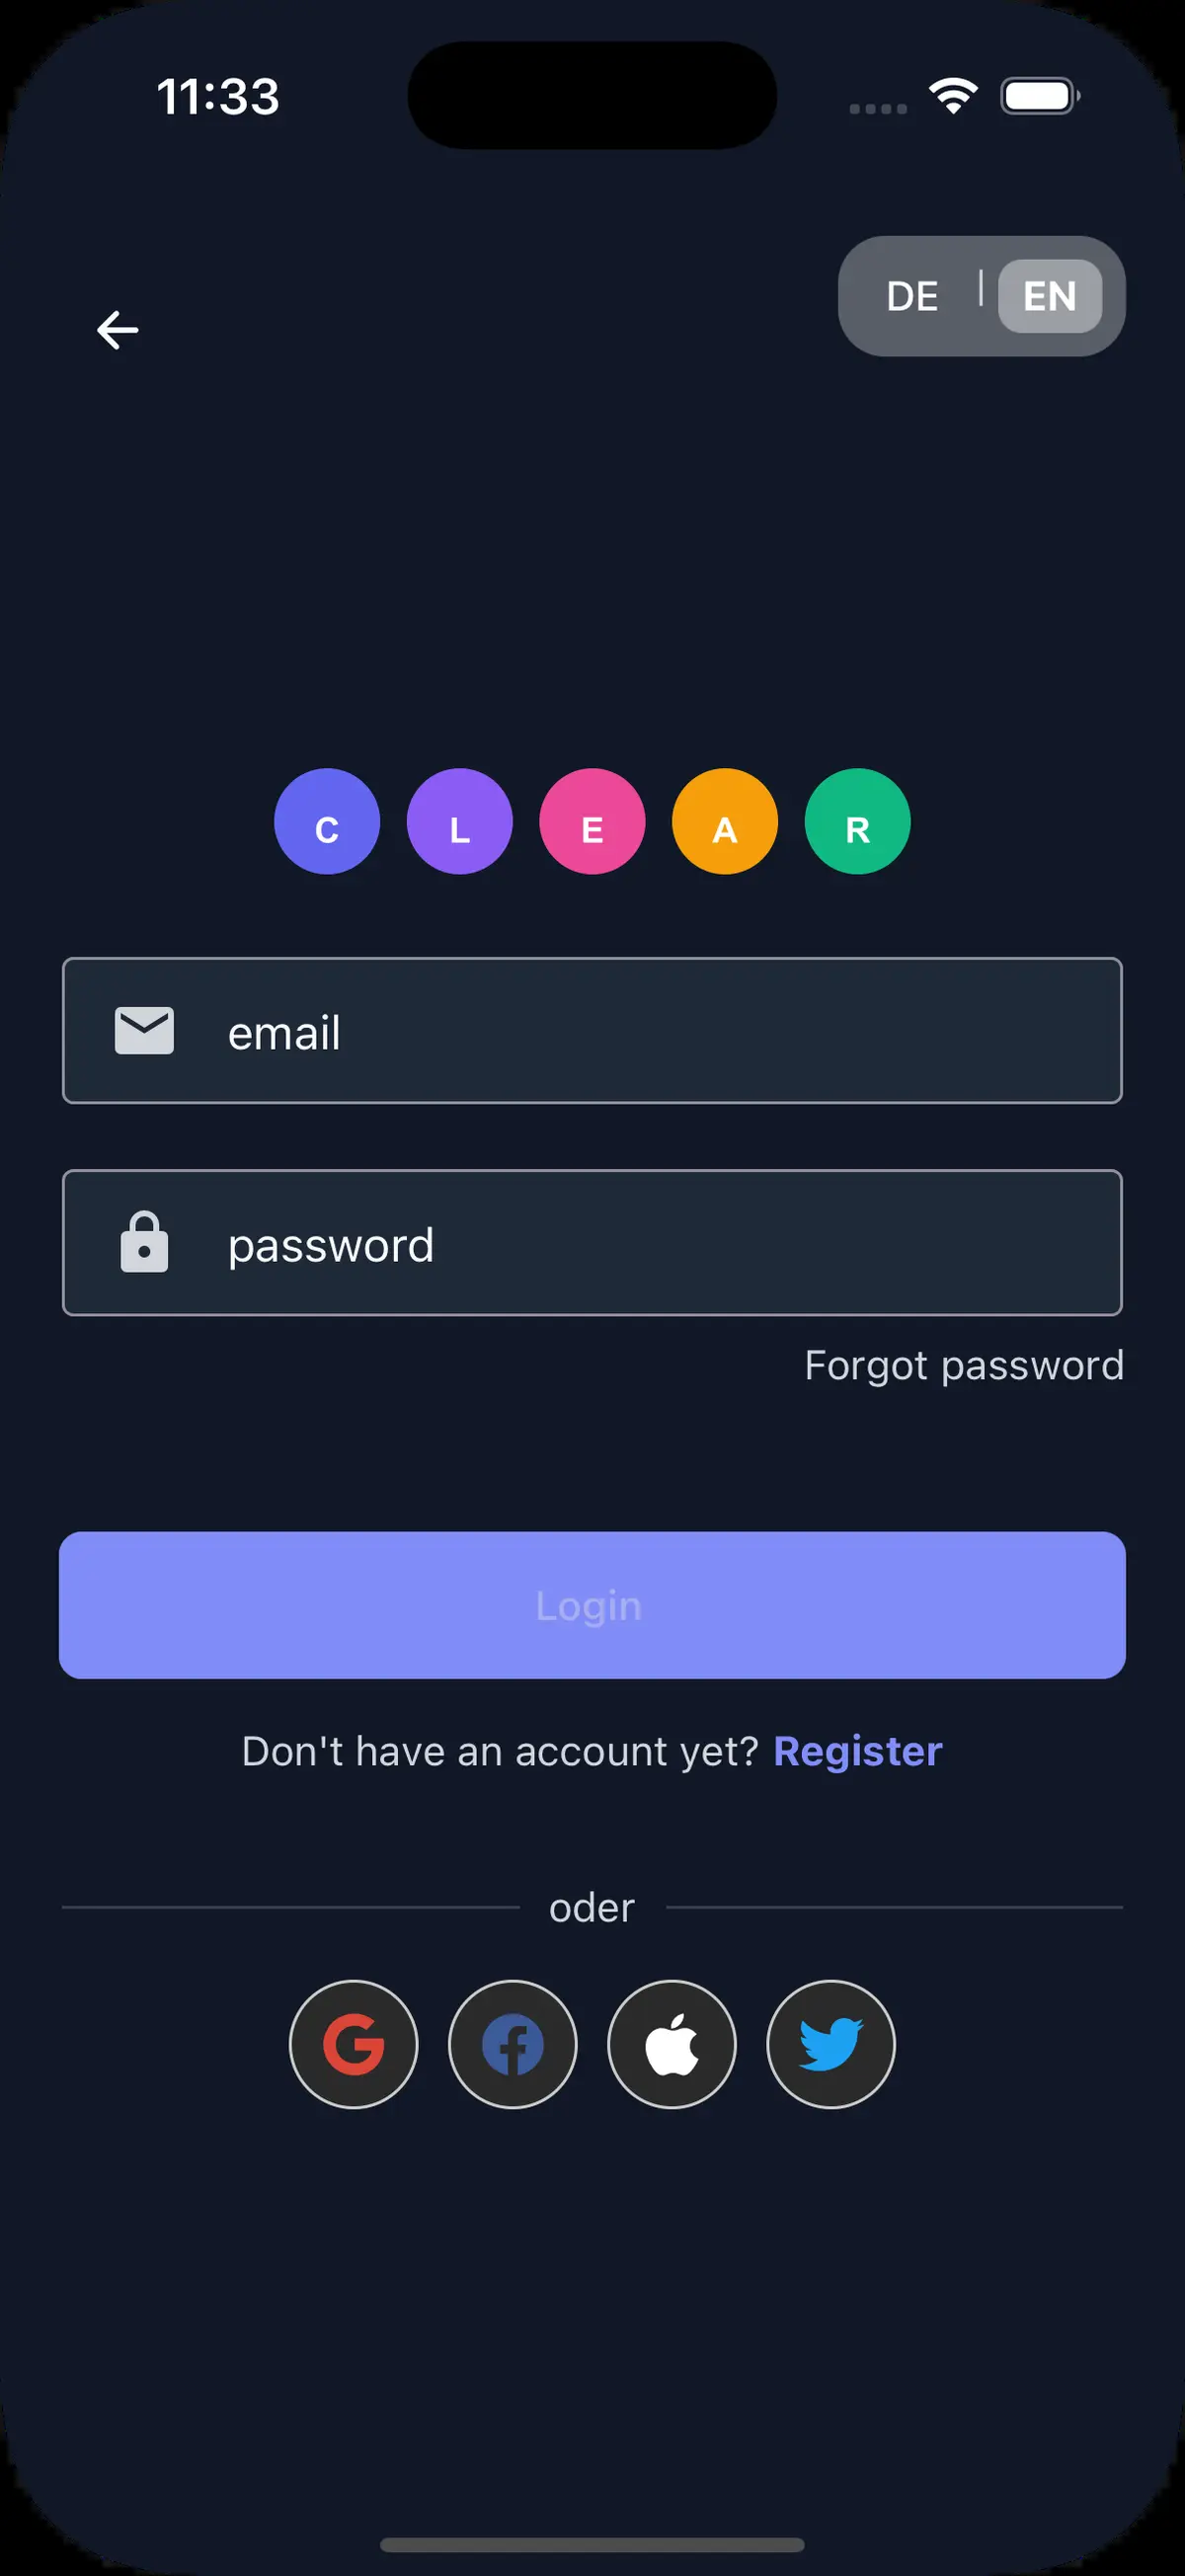 11:33
DE | EN
C L E A R
email
password
Forgot password
Login
Don't have an account yet? Register
oder